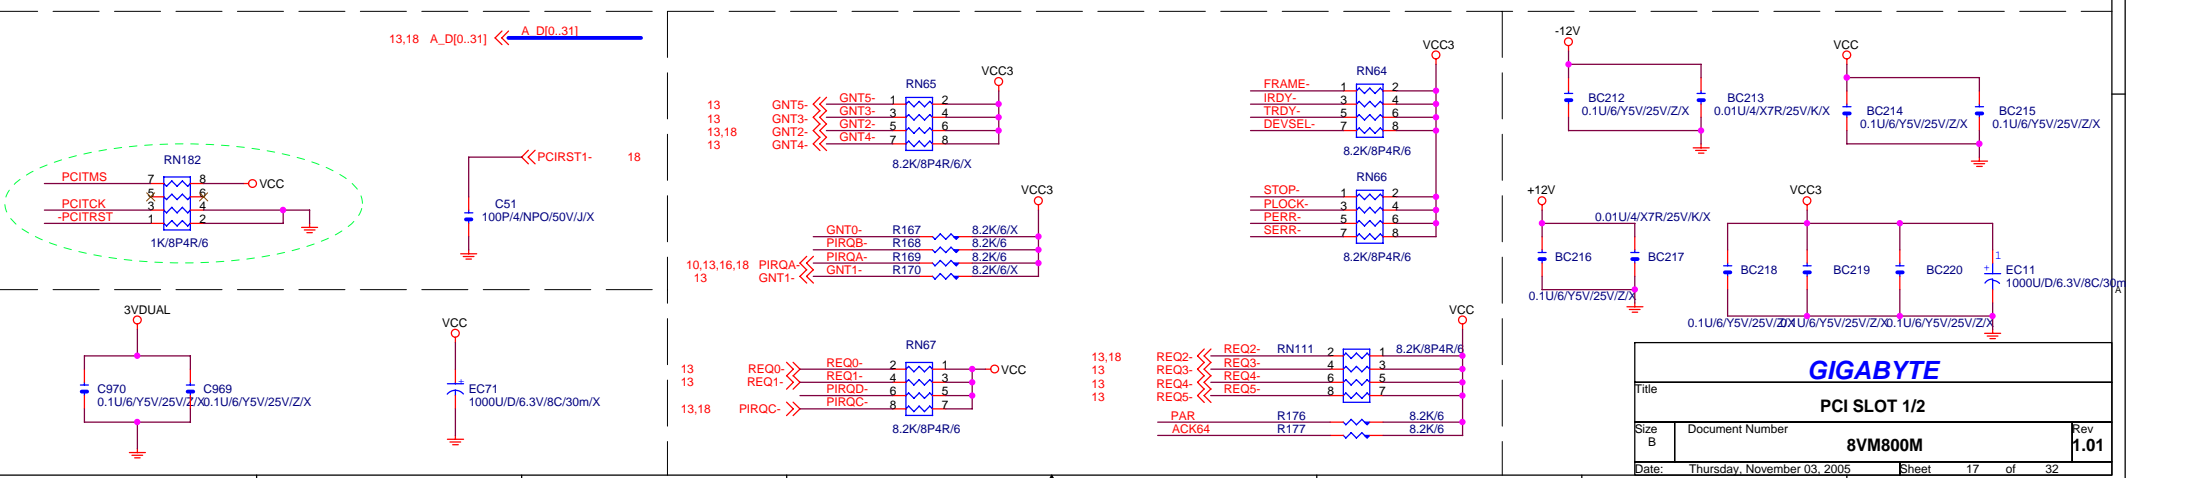 13,18 A_D[0..31] A_D[0..31]
RN182
PCITMS 7 8 VCC
5 6
PCITCK 3 4
-PCITRST 1 2
1K/8P4R/6
PCIRST1- 18
C51
100P/4/NPO/50V/J/X
3VDUAL
C970
0.1U/6/Y5V/25V/Z/X
C969
0.1U/6/Y5V/25V/Z/X
VCC
EC71
1000U/D/6.3V/8C/30m/X
VCC3
RN65
13 GNT5- GNT5- 1 2
13 GNT3- GNT3- 3 4
13,18 GNT2- GNT2- 5 6
13 GNT4- GNT4- 7 8
8.2K/8P4R/6/X
VCC3
GNT0- R167 8.2K/6/X
PIRQB- R168 8.2K/6
10,13,16,18 PIRQA- PIRQA- R169 8.2K/6
13 GNT1- GNT1- R170 8.2K/6/X
RN67
13 REQ0- REQ0- 2 1 VCC
13 REQ1- REQ1- 4 3
PIRQD- 6 5
13,18 PIRQC- PIRQC- 8 7
8.2K/8P4R/6
VCC3
RN64
FRAME- 1 2
IRDY- 3 4
TRDY- 5 6
DEVSEL- 7 8
8.2K/8P4R/6
RN66
STOP- 1 2
PLOCK- 3 4
PERR- 5 6
SERR- 7 8
8.2K/8P4R/6
VCC
13,18 REQ2- REQ2- RN111 2 1 8.2K/8P4R/6
13 REQ3- REQ3- 4 3
13 REQ4- REQ4- 6 5
13 REQ5- REQ5- 8 7
PAR R176 8.2K/6
ACK64 R177 8.2K/6
-12V
BC212
0.1U/6/Y5V/25V/Z/X
BC213
0.01U/4/X7R/25V/K/X
VCC
BC214
0.1U/6/Y5V/25V/Z/X
BC215
0.1U/6/Y5V/25V/Z/X
+12V
0.01U/4/X7R/25V/K/X
BC216
BC217
0.1U/6/Y5V/25V/Z/X
VCC3
BC218
BC219
BC220
1
+
EC11
1000U/D/6.3V/8C/30m
A
0.1U/6/Y5V/25V/Z/X
0.1U/6/Y5V/25V/Z/X
0.1U/6/Y5V/25V/Z/X
GIGABYTE
Title
PCI SLOT 1/2
Size Document Number Rev
B 8VM800M 1.01
Date: Thursday, November 03, 2005 Sheet 17 of 32